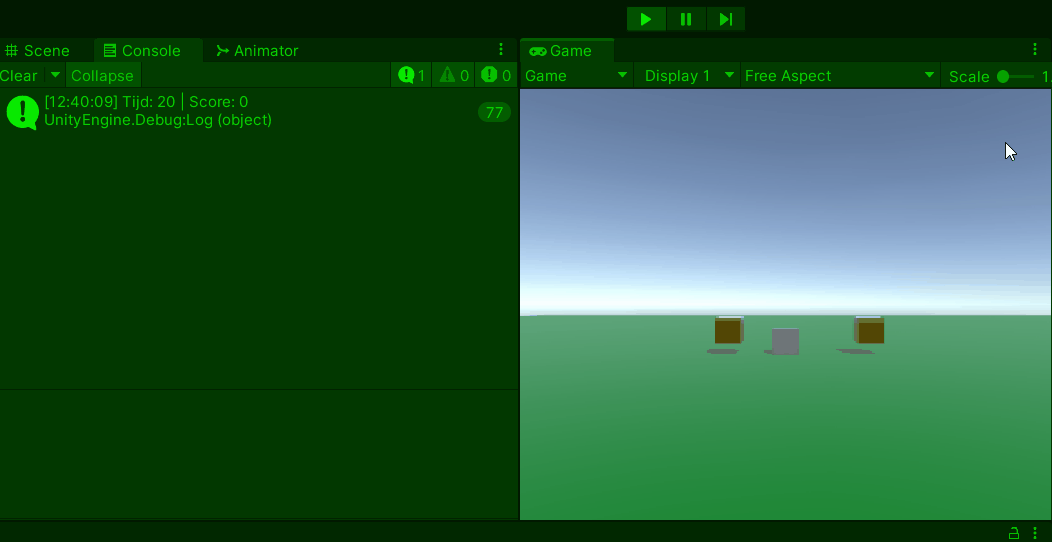 Scene Console Animator
Clear Collapse 1 0 0
[12:40:09] Tijd: 20 | Score: 0
UnityEngine.Debug:Log (object)
77
Game
Game Display 1 Free Aspect Scale 1.